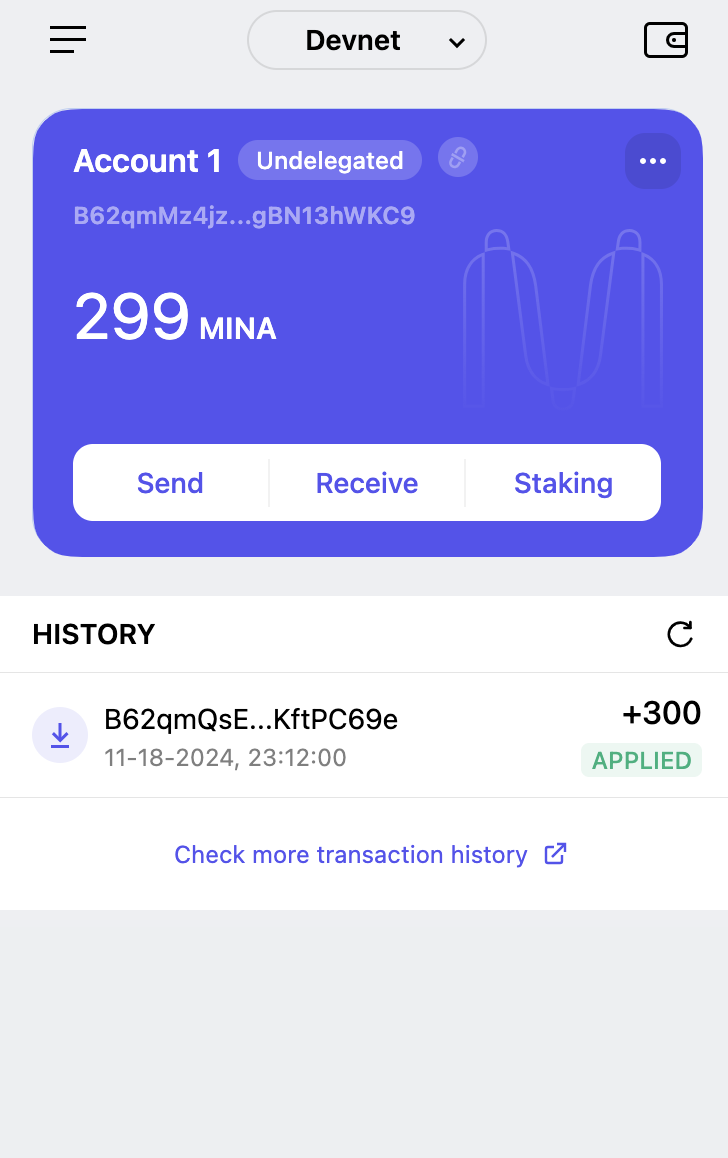 Devnet
Account 1 Undelegated
B62qmMz4jz...gBN13hWKC9
299 MINA
Send Receive Staking
HISTORY
B62qmQsE...KftPC69e +300
11-18-2024, 23:12:00 APPLIED
Check more transaction history